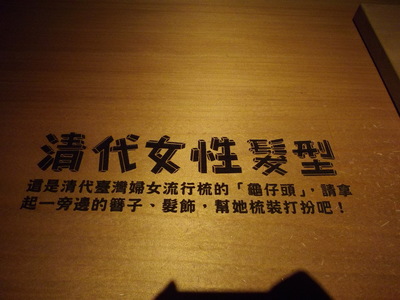 清代女性髮型
這是清代臺灣婦女流行梳的「龜仔頭」，請拿
起一旁邊的簪子、髮飾，幫她梳裝打扮吧！